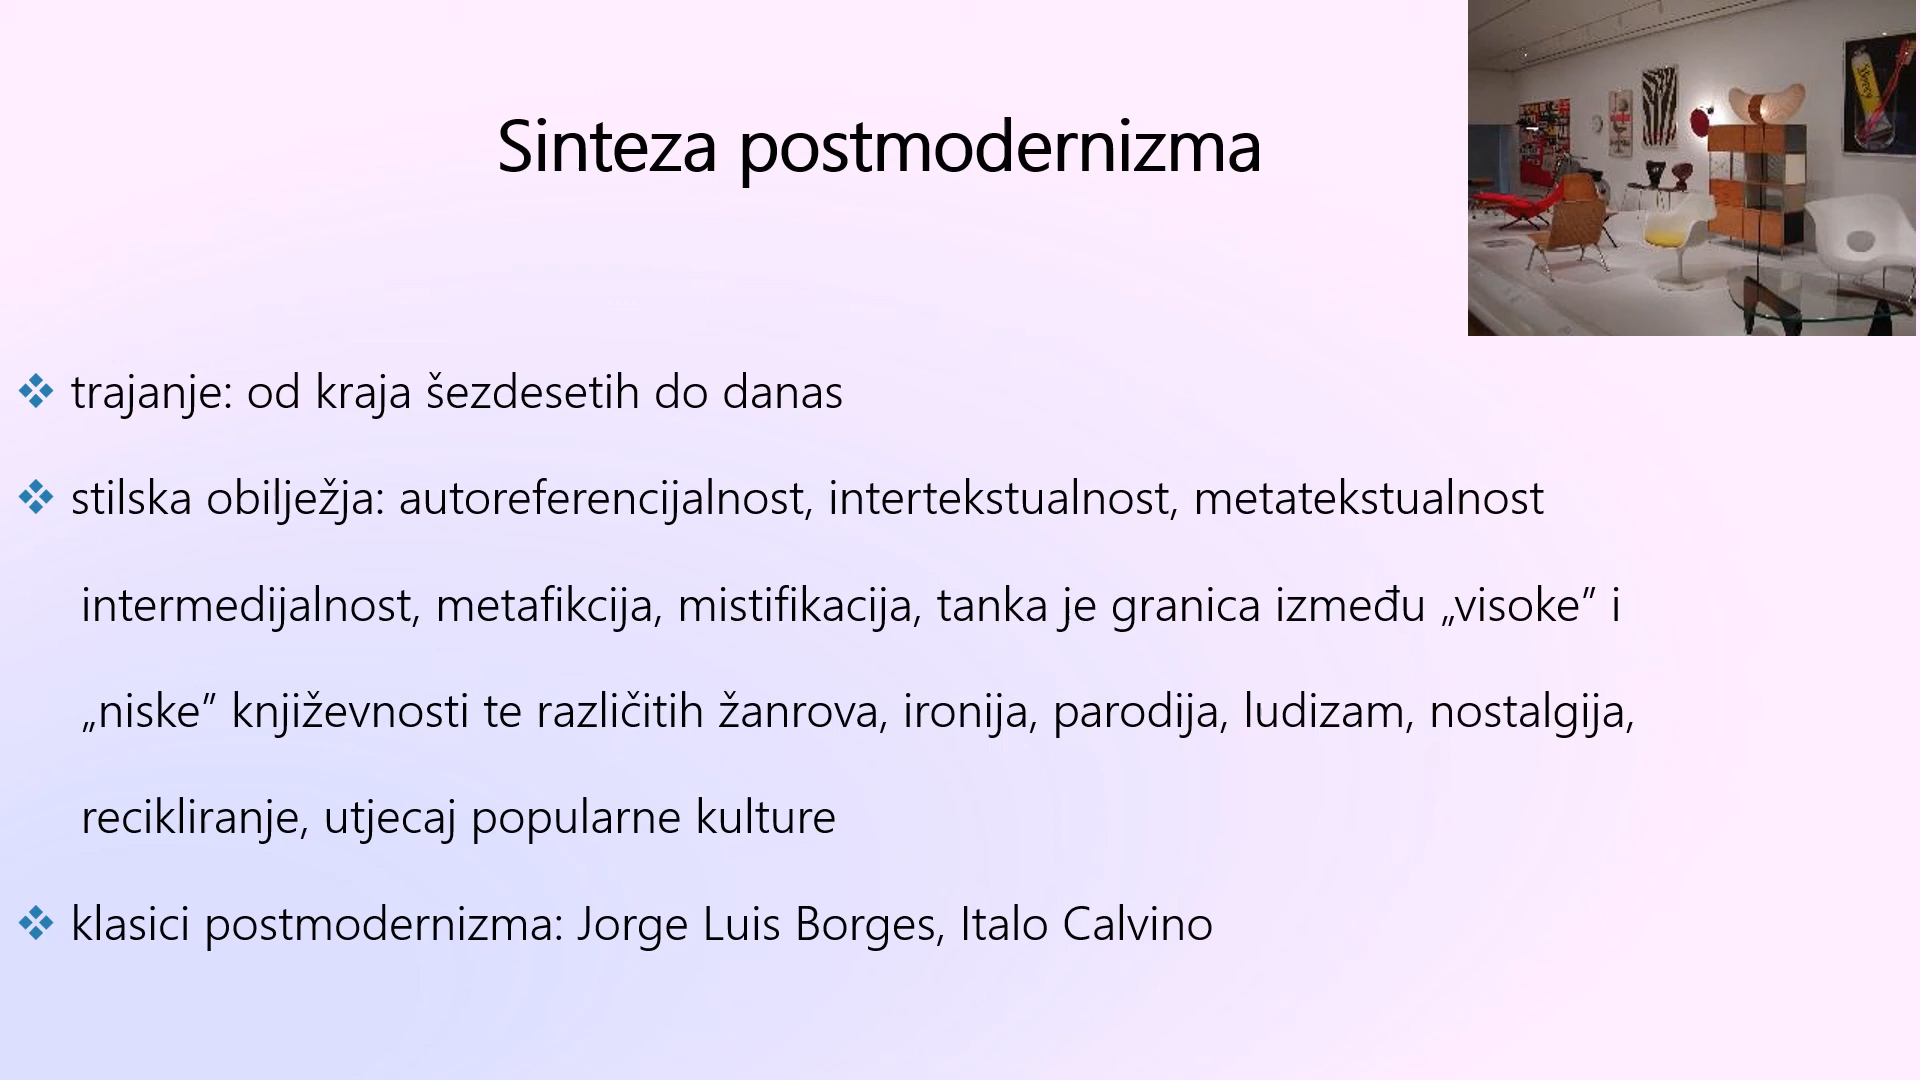 Sinteza postmodernizma
trajanje: od kraja šezdesetih do danas
stilska obilježja: autoreferencijalnost, intertekstualnost, metatekstualnost
intermedijalnost, metafikcija, mistifikacija, tanka je granica između „visoke” i
„niske” književnosti te različitih žanrova, ironija, parodija, ludizam, nostalgija,
recikliranje, utjecaj popularne kulture
klasici postmodernizma: Jorge Luis Borges, Italo Calvino